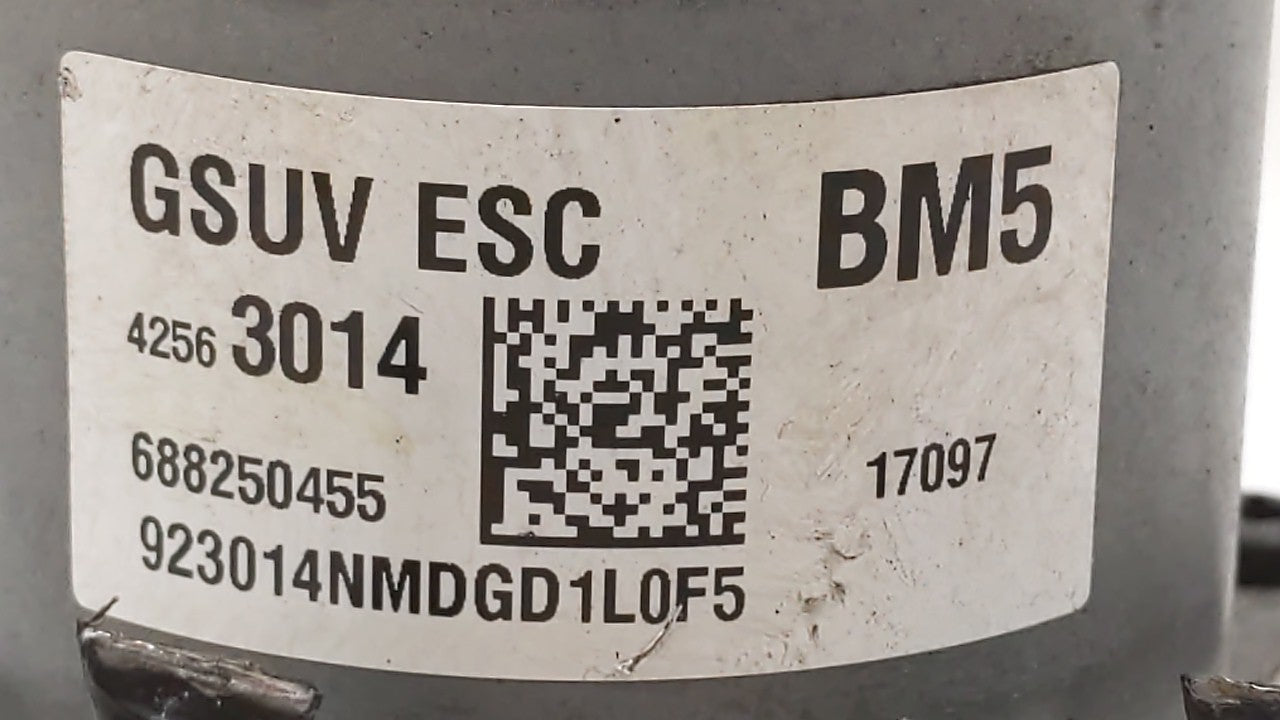 GSUV ESC BM5
4256 3014
688250455 17097
923014NMDGD1L0F5